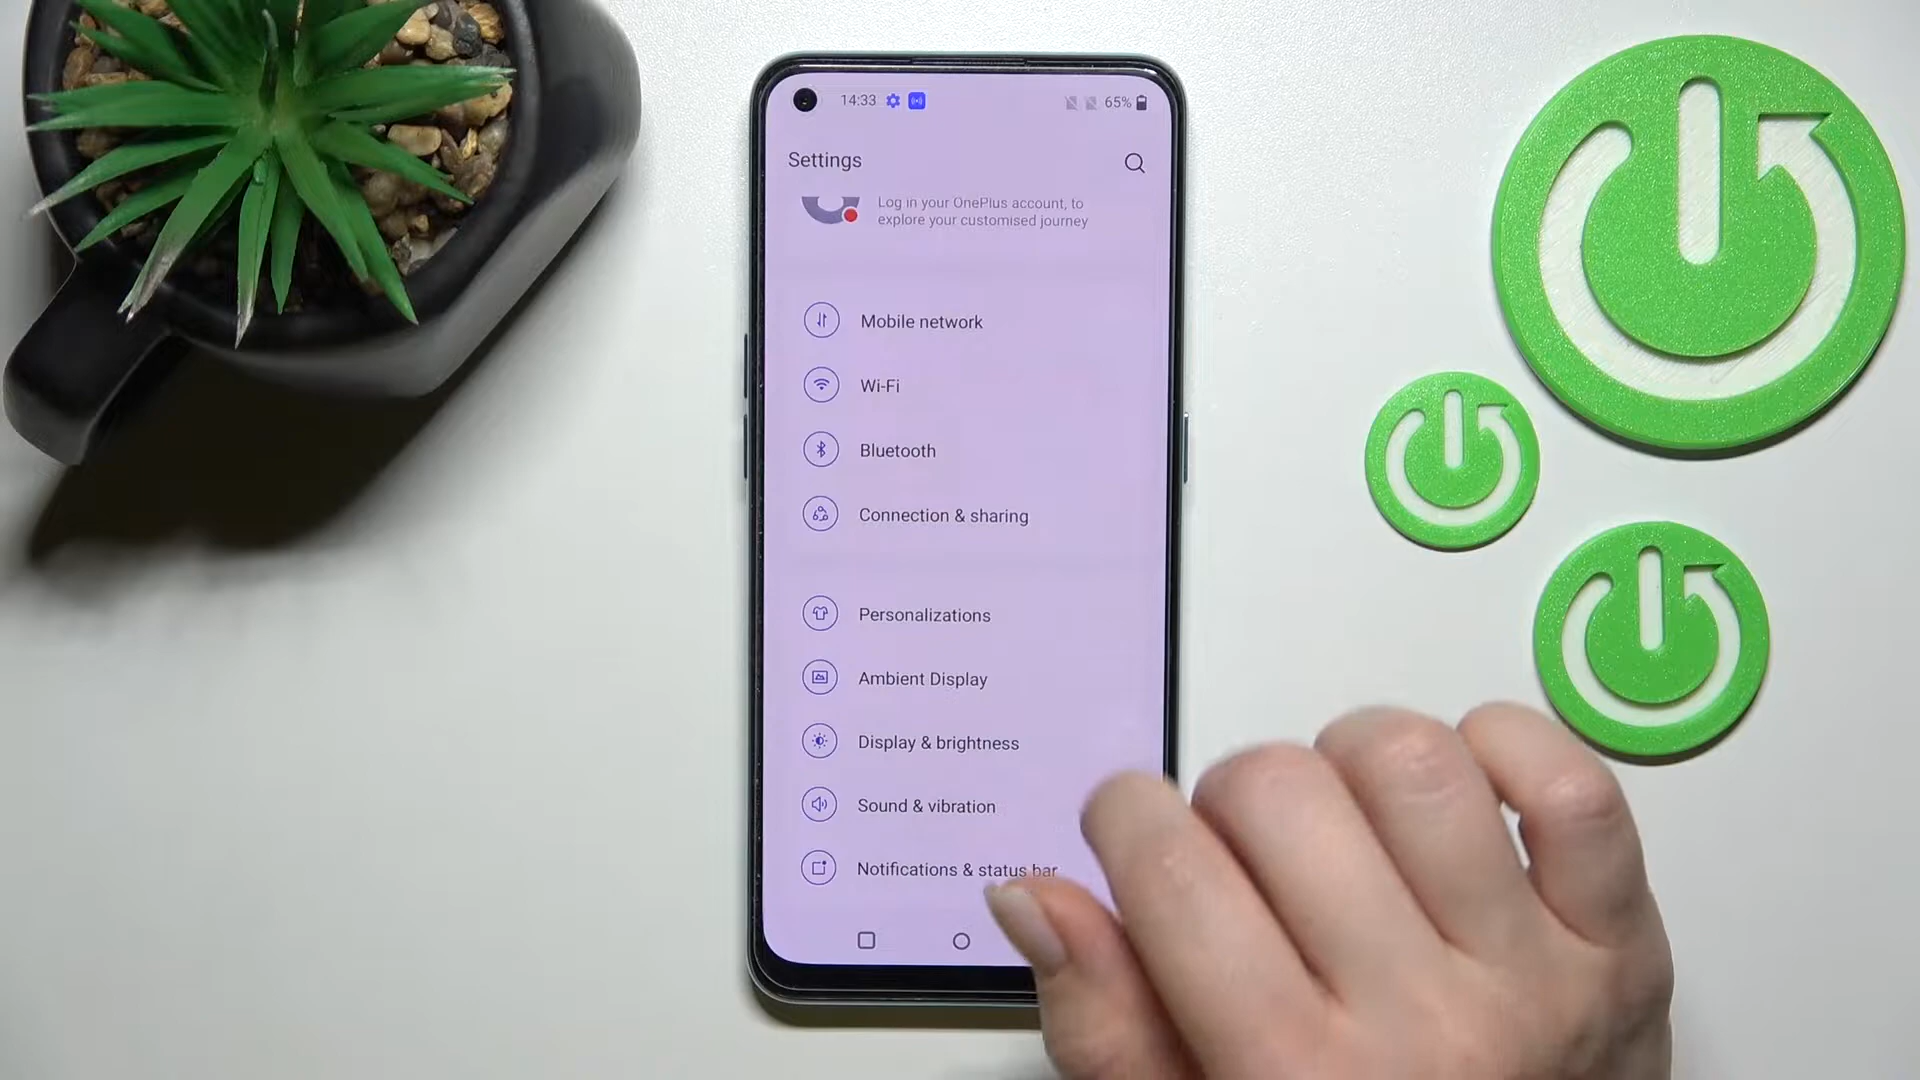 14:33
65%
Settings
Log in your OnePlus account, to
explore your customised journey
Mobile network
Wi-Fi
Bluetooth
Connection & sharing
Personalizations
Ambient Display
Display & brightness
Sound & vibration
Notifications & status bar